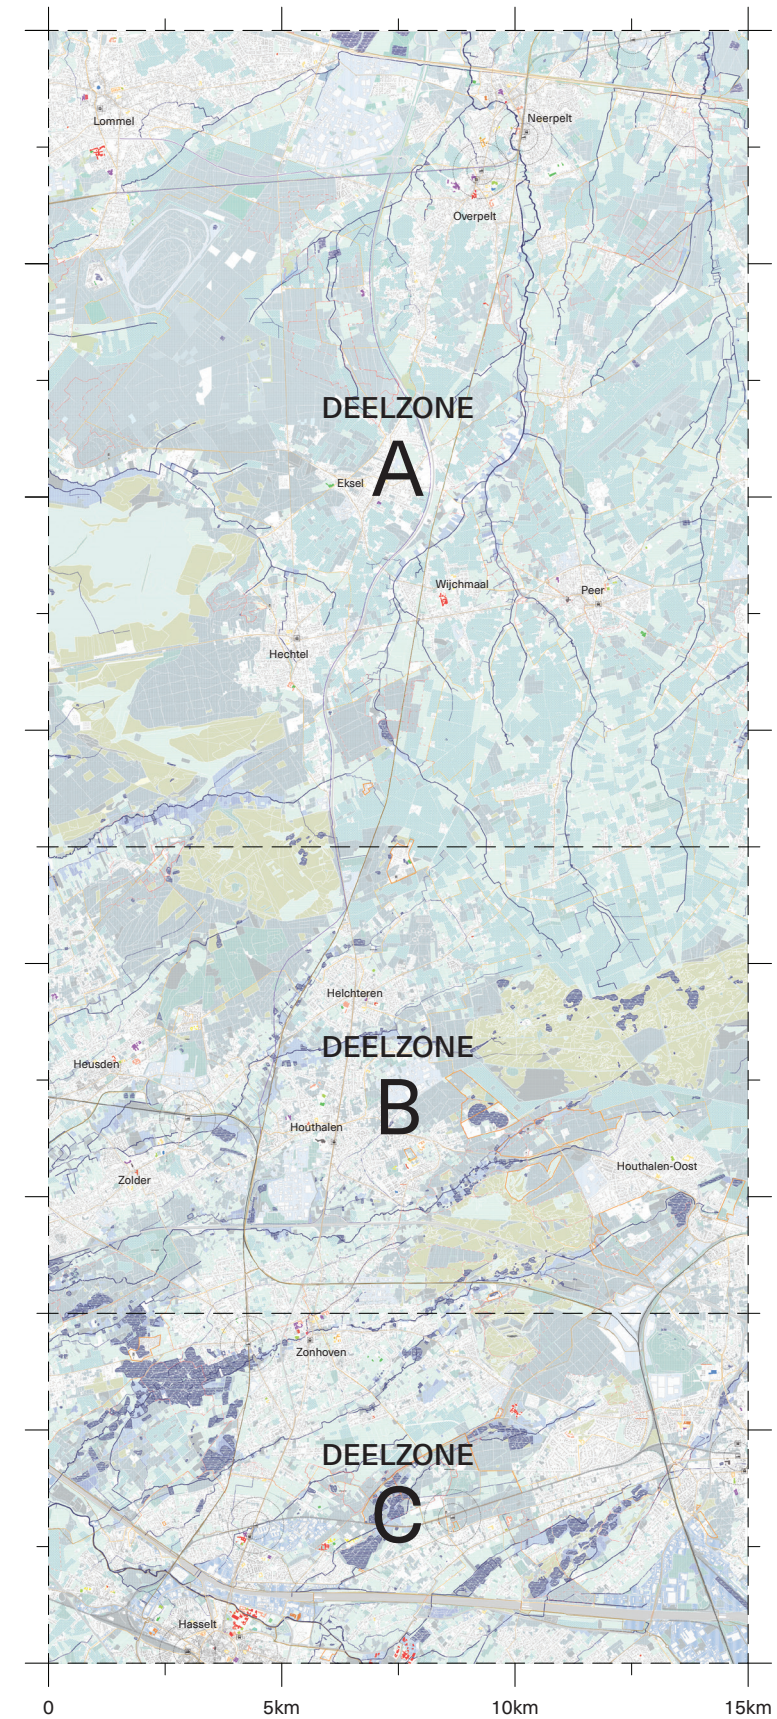 Lommel
Neerpelt
Overpelt
DEELZONE
A
Eksel
Wijchmaal
Peer
Hechtel
Helchteren
DEELZONE
B
Heusden
Houthalen
Houthalen-Oost
Zolder
Zonhoven
DEELZONE
C
Hasselt
0 5km 10km 15km